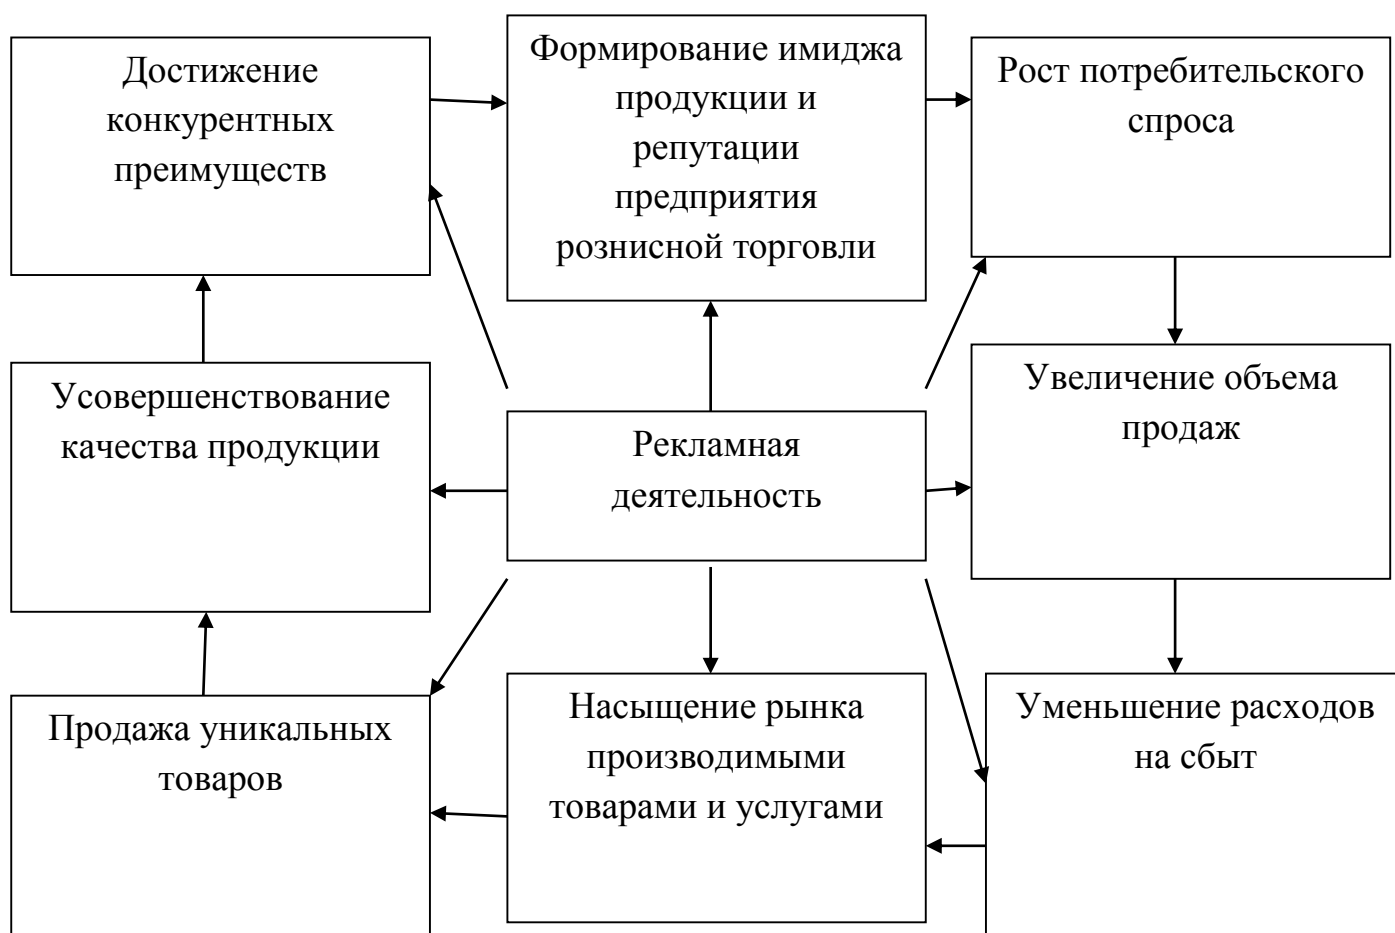 Достижение
конкурентных
преимуществ
Формирование имиджа
продукции и
репутации
предприятия
рознисной торговли
Рост потребительского
спроса
Усовершенствование
качества продукции
Рекламная
деятельность
Увеличение объема
продаж
Продажа уникальных
товаров
Насыщение рынка
производимыми
товарами и услугами
Уменьшение расходов
на сбыт